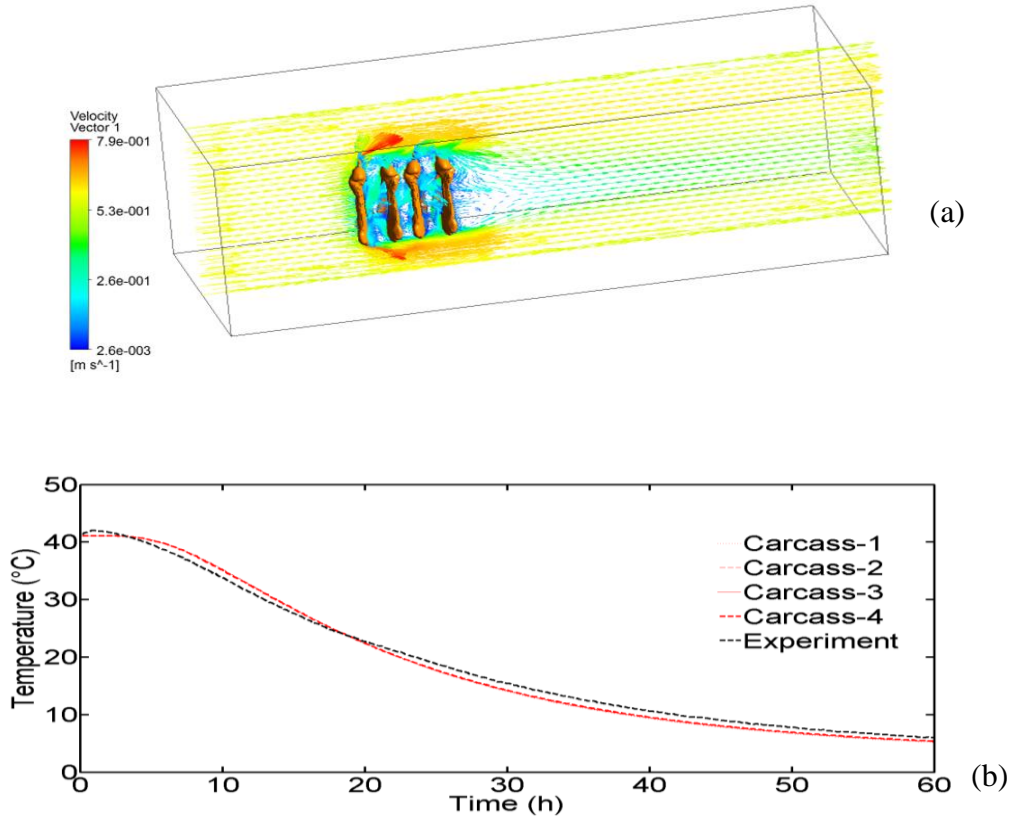 Velocity
Vector 1
7.9e-001
5.3e-001
2.6e-001
2.6e-003
[m s^-1]
(a)
50
40
30
20
10
0
Temperature (°C)
Carcass-1
Carcass-2
Carcass-3
Carcass-4
Experiment
0 10 20 30 40 50 60
Time (h)
(b)